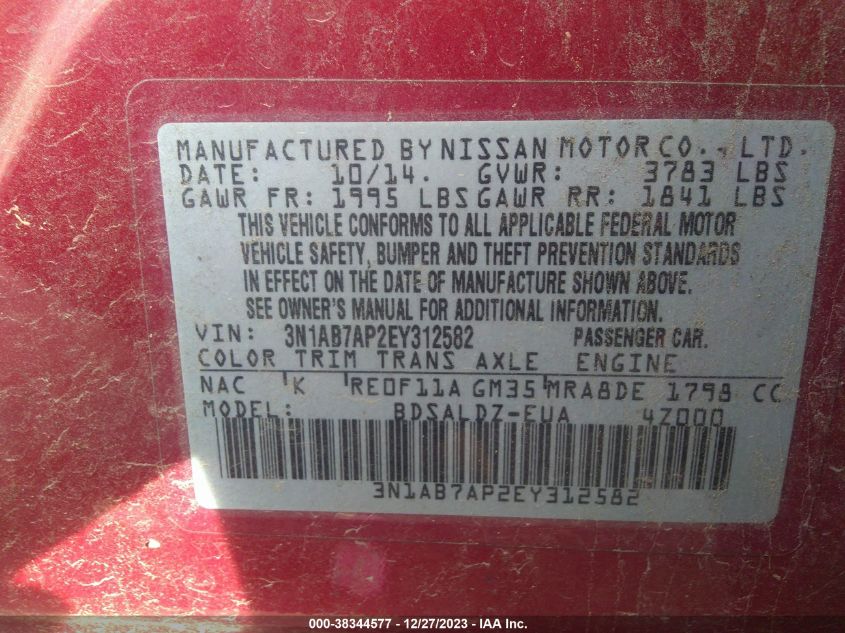 MANUFACTURED BY NISSAN MOTOR CO., LTD.
DATE: 10/14. GVWR: 3783 LBS
GAWR FR: 1995 LBS GAWR RR: 1841 LBS
THIS VEHICLE CONFORMS TO ALL APPLICABLE FEDERAL MOTOR
VEHICLE SAFETY, BUMPER AND THEFT PREVENTION STANDARDS
IN EFFECT ON THE DATE OF MANUFACTURE SHOWN ABOVE.
SEE OWNER'S MANUAL FOR ADDITIONAL INFORMATION.
VIN: 3N1AB7AP2EY312582 PASSENGER CAR.
COLOR TRIM TRANS AXLE ENGINE
NAC K RE0F11A GM35 MRA8DE 1798 CC
MODEL: BDSALDZ-EUA 4Z000
3N1AB7AP2EY312582
000-38344577 - 12/27/2023 - IAA Inc.